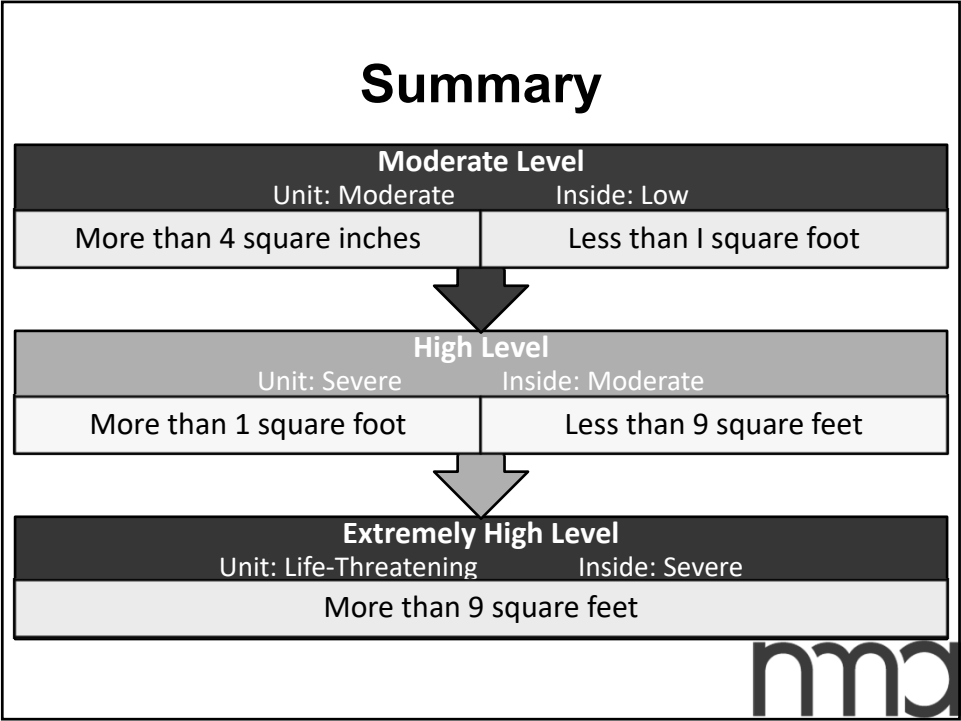 Summary
Moderate Level
Unit: Moderate Inside: Low
More than 4 square inches Less than I square foot
High Level
Unit: Severe Inside: Moderate
More than 1 square foot Less than 9 square feet
Extremely High Level
Unit: Life-Threatening Inside: Severe
More than 9 square feet
nma